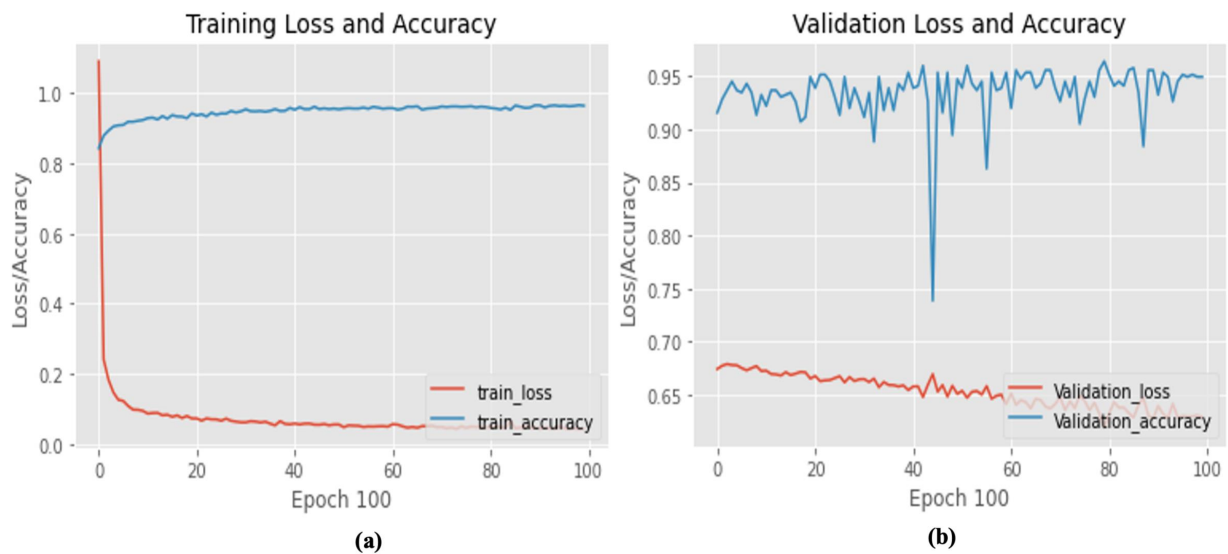 Training Loss and Accuracy
Loss/Accuracy
1.0
0.8
0.6
0.4
0.2
0.0
train_loss
train_accuracy
0 20 40 60 80 100
Epoch 100
(a)
Validation Loss and Accuracy
Loss/Accuracy
0.95
0.90
0.85
0.80
0.75
0.70
0.65
Validation_loss
Validation_accuracy
0 20 40 60 80 100
Epoch 100
(b)